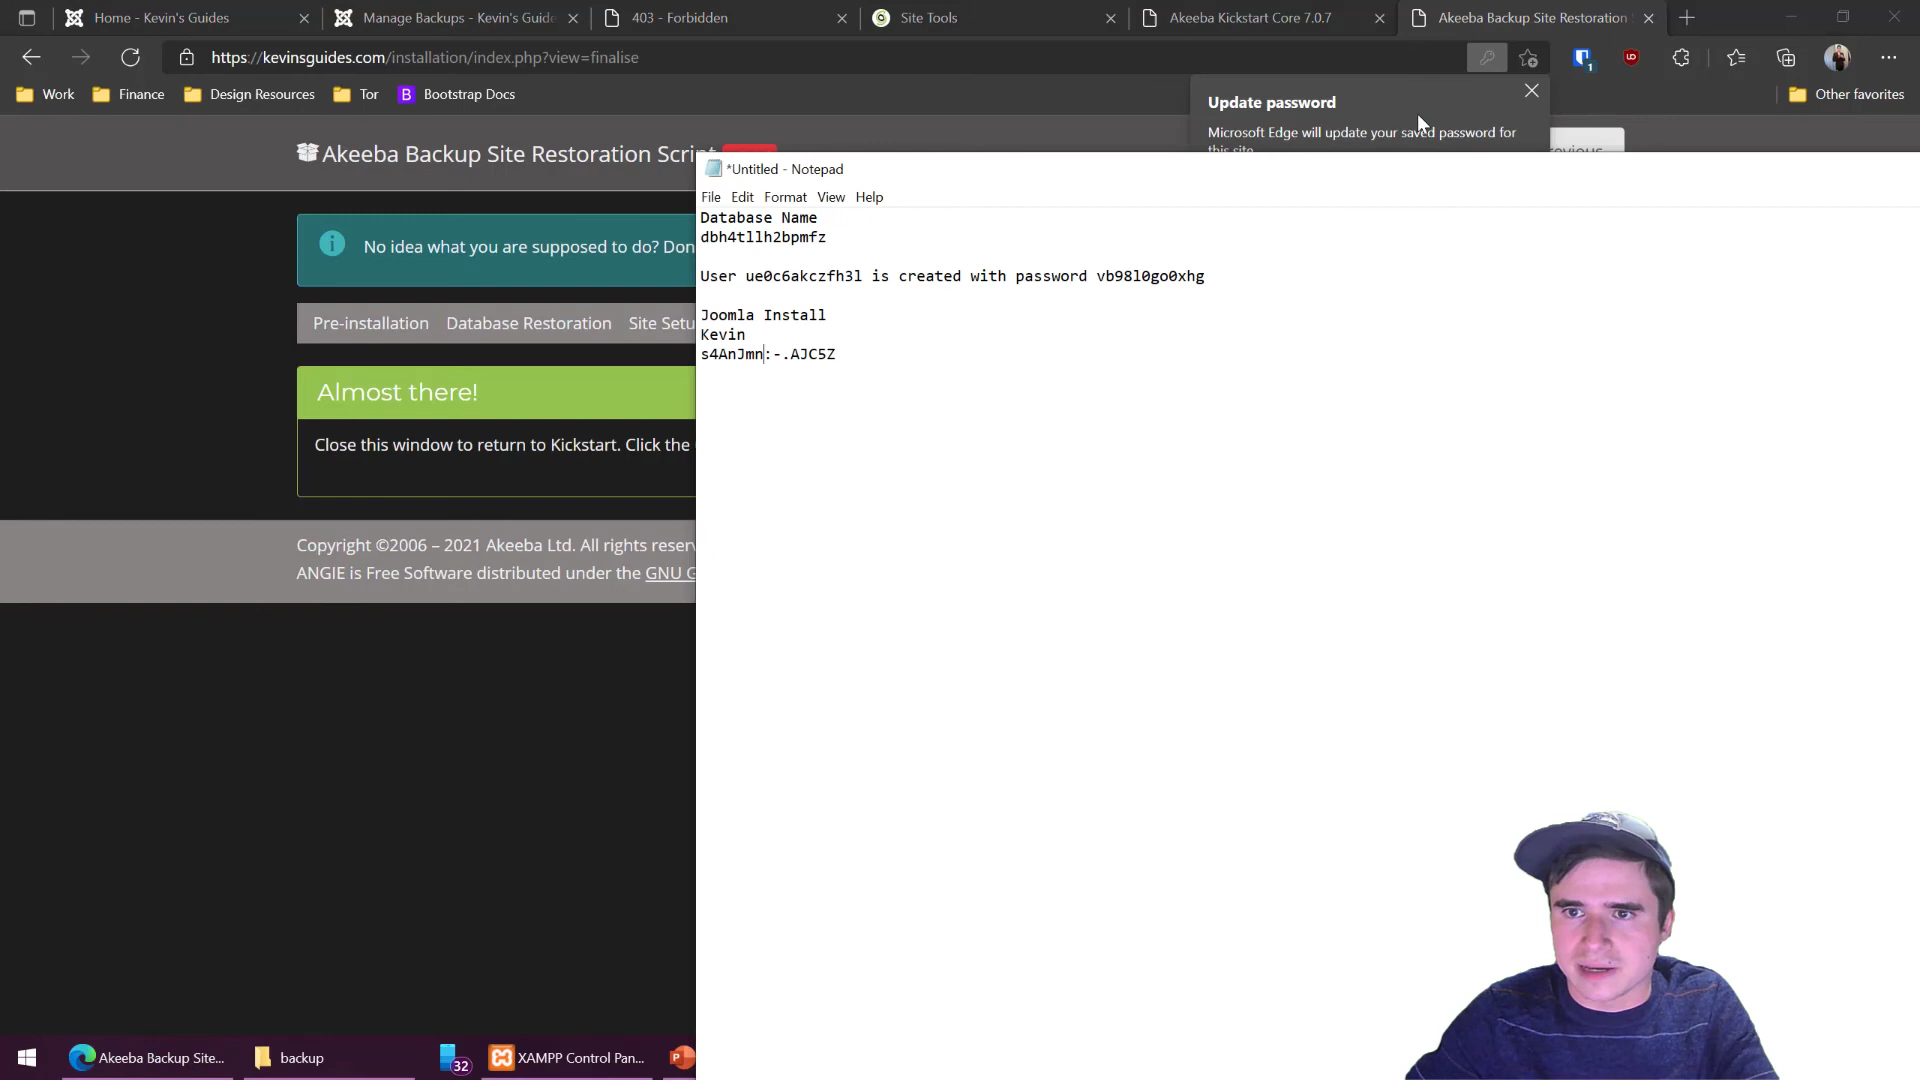 Home - Kevin's Guides
Manage Backups - Kevin's Guide
403 - Forbidden
Site Tools
Akeeba Kickstart Core 7.0.7
Akeeba Backup Site Restoration
https://kevinsguides.com/installation/index.php?view=finalise
1
UD
Work
Finance
Design Resources
Tor
B Bootstrap Docs
Other favorites
Update password
Microsoft Edge will update your saved password for
this site
Akeeba Backup Site Restoration Script
*Untitled - Notepad
File Edit Format View Help
Database Name
dbh4tllh2bpmfz
User ue0c6akczfh3l is created with password vb98l0go0xhg
Joomla Install
Kevin
s4AnJmn:-.AJC5Z
No idea what you are supposed to do? Don
Pre-installation
Database Restoration
Site Setu
Almost there!
Close this window to return to Kickstart. Click the
Copyright ©2006 – 2021 Akeeba Ltd. All rights reserv
ANGIE is Free Software distributed under the GNU G
Akeeba Backup Site...
backup
32
XAMPP Control Pan...
P